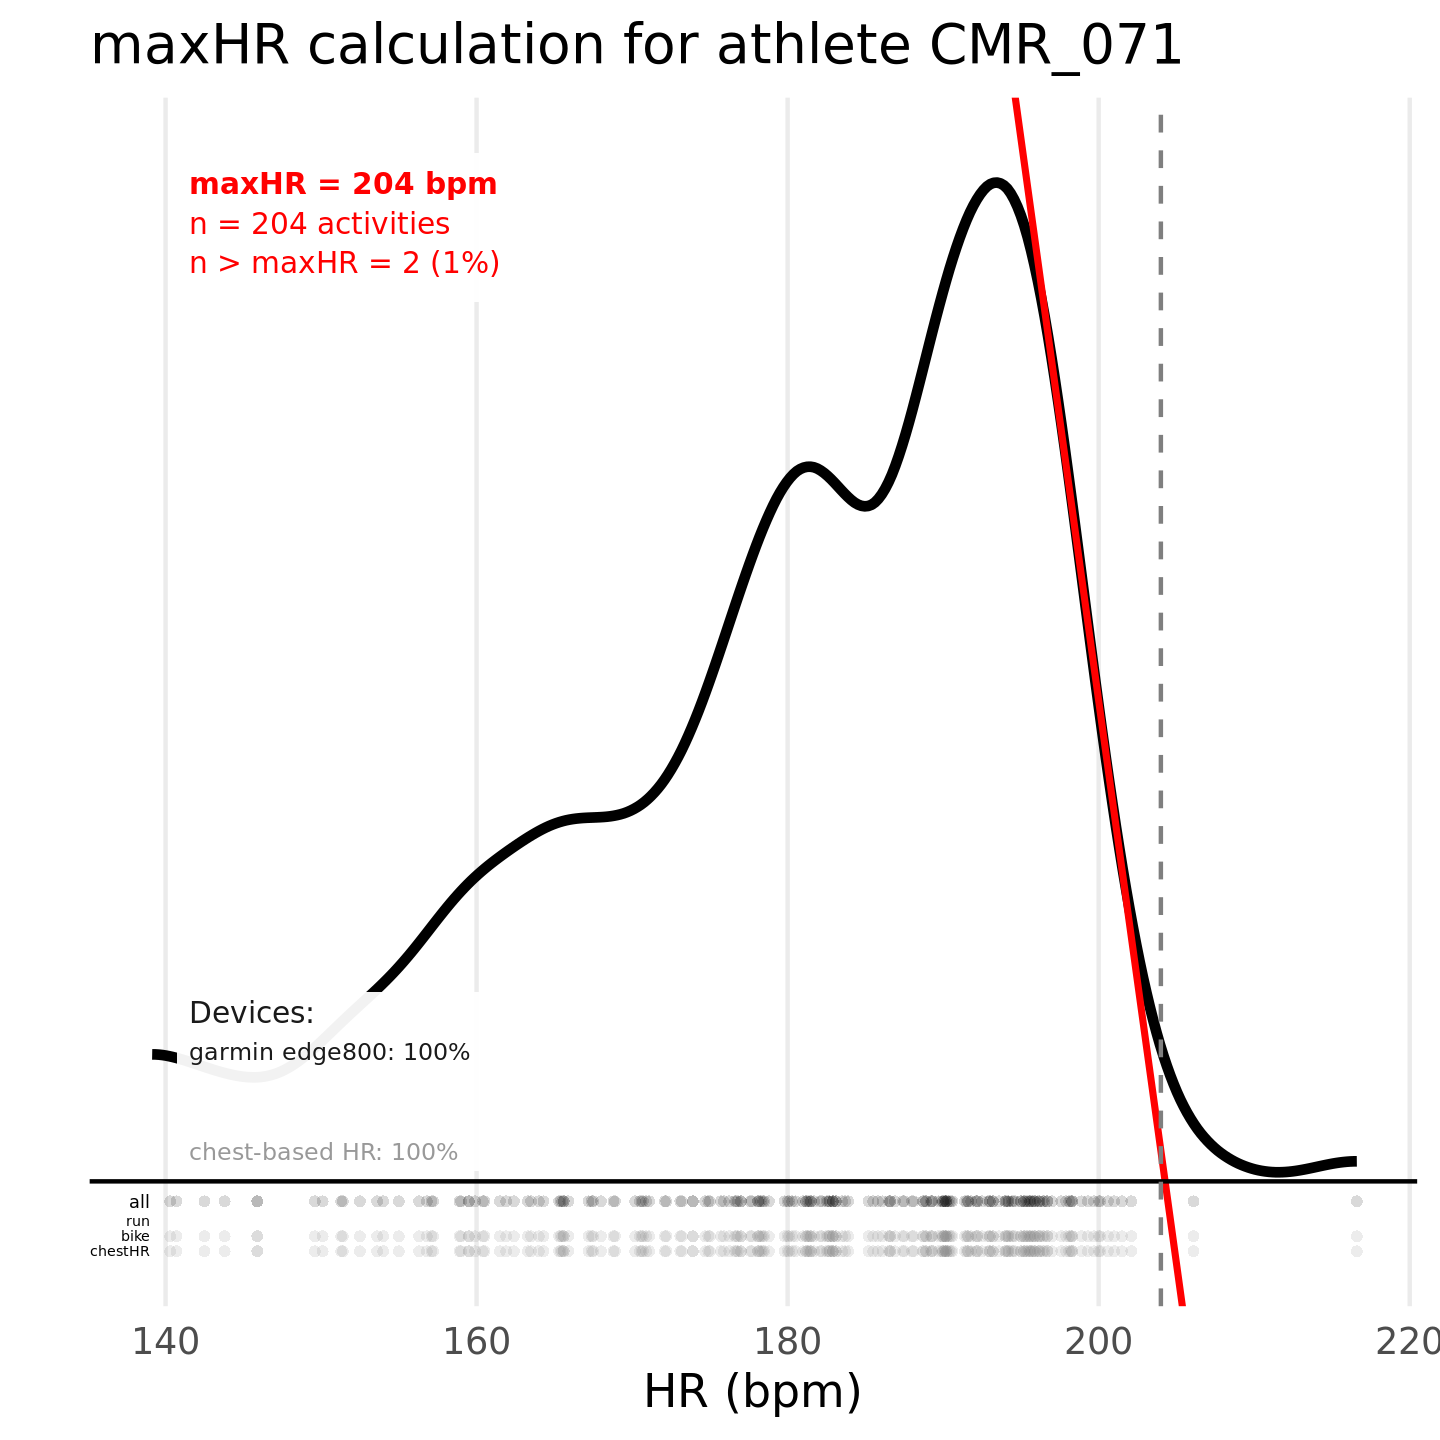 maxHR calculation for athlete CMR_071
maxHR = 204 bpm
n = 204 activities
n > maxHR = 2 (1%)
Devices:
garmin edge800: 100%
chest-based HR: 100%
all
run
bike
chestHR
140 160 180 200 220
HR (bpm)